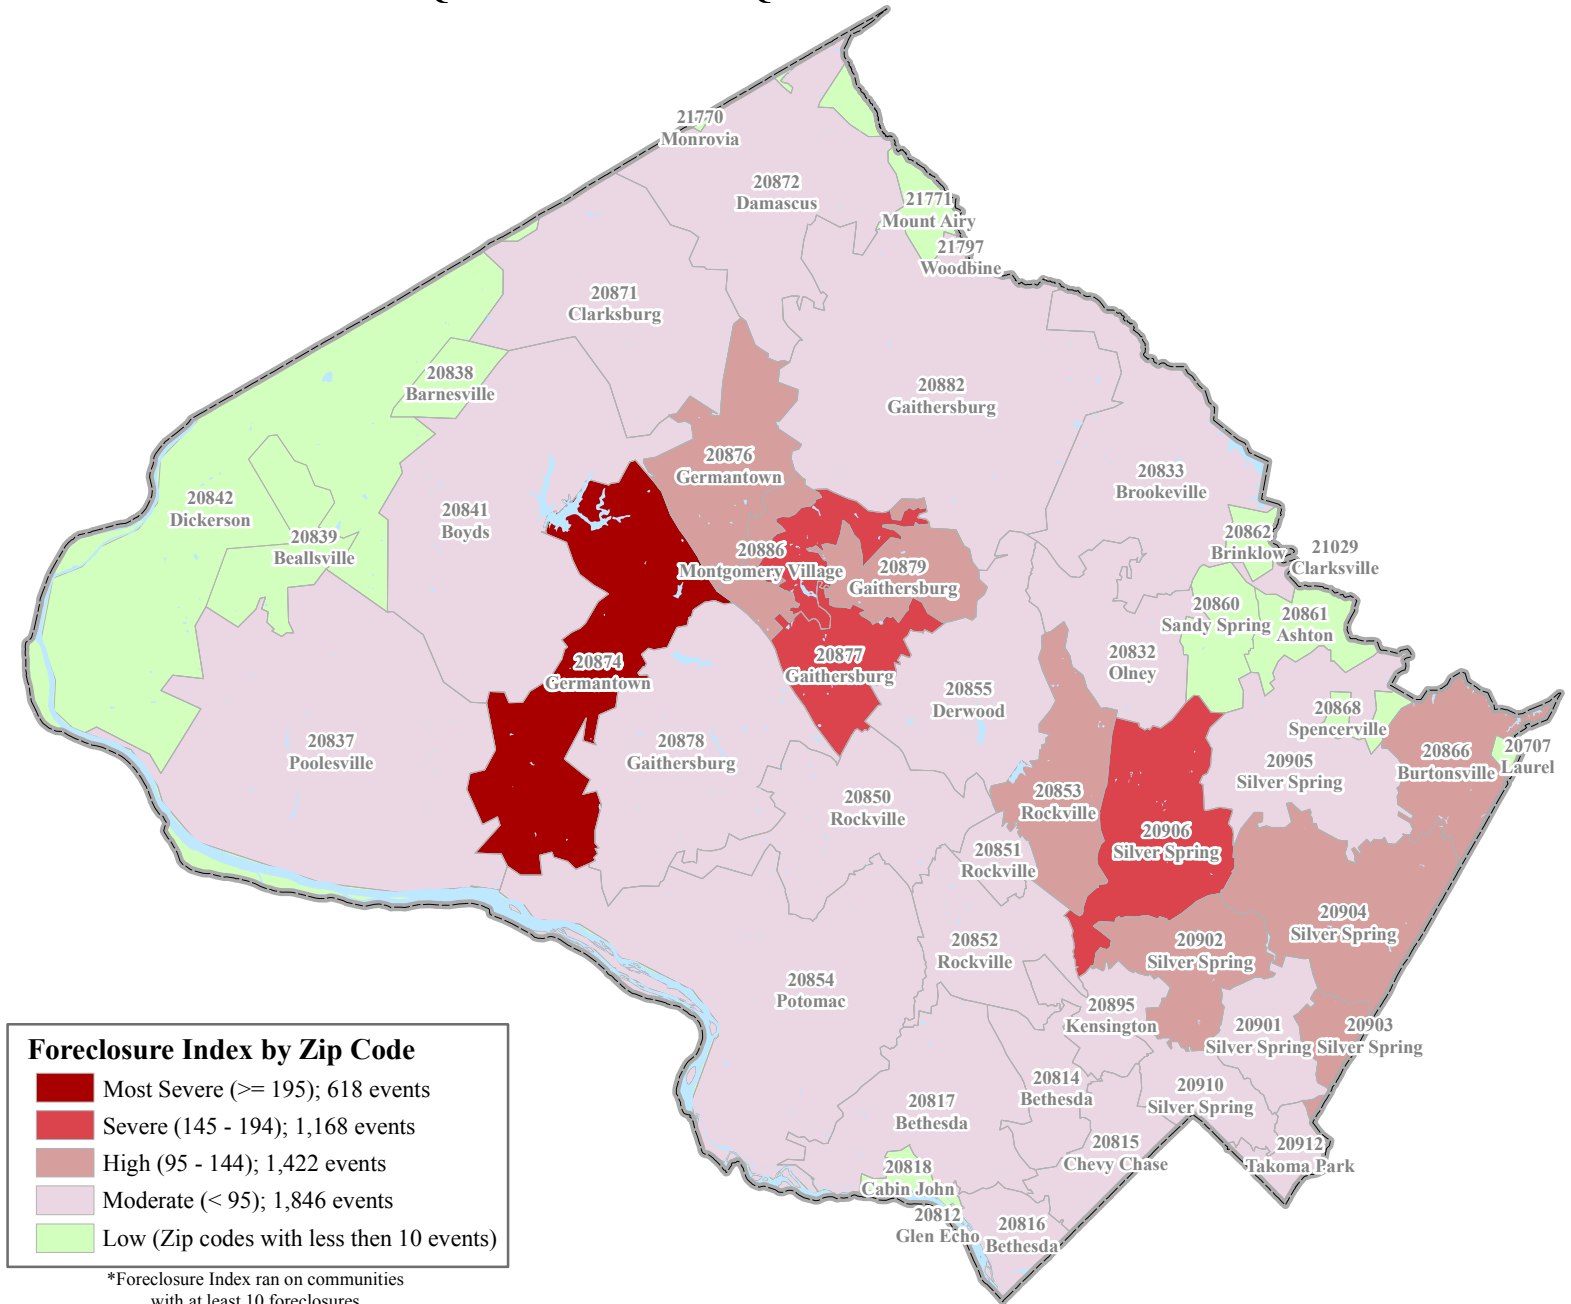 21770
Monrovia
20872
Damascus
21771
Mount Airy
21797
Woodbine
20871
Clarksburg
20838
Barnesville
20882
Gaithersburg
20876
Germantown
20833
Brookeville
20842
Dickerson
20841
Boyds
20839
Beallsville
20862
Brinklow
21029
Clarksville
20886
Montgomery Village
20879
Gaithersburg
20860
Sandy Spring
20861
Ashton
20877
Gaithersburg
20832
Olney
20874
Germantown
20855
Derwood
20868
Spencerville
20837
Poolesville
20878
Gaithersburg
20866
Burtonsville
20707
Laurel
20905
Silver Spring
20850
Rockville
20853
Rockville
20906
Silver Spring
20851
Rockville
20904
Silver Spring
20852
Rockville
20902
Silver Spring
20854
Potomac
20895
Kensington
20901
Silver Spring
20903
Silver Spring
20814
Bethesda
20910
Silver Spring
20817
Bethesda
20815
Chevy Chase
20912
Takoma Park
20818
Cabin John
20812
Glen Echo
20816
Bethesda
Foreclosure Index by Zip Code
Most Severe (>= 195); 618 events
Severe (145 - 194); 1,168 events
High (95 - 144); 1,422 events
Moderate (< 95); 1,846 events
Low (Zip codes with less then 10 events)
*Foreclosure Index ran on communities
with at least 10 foreclosures